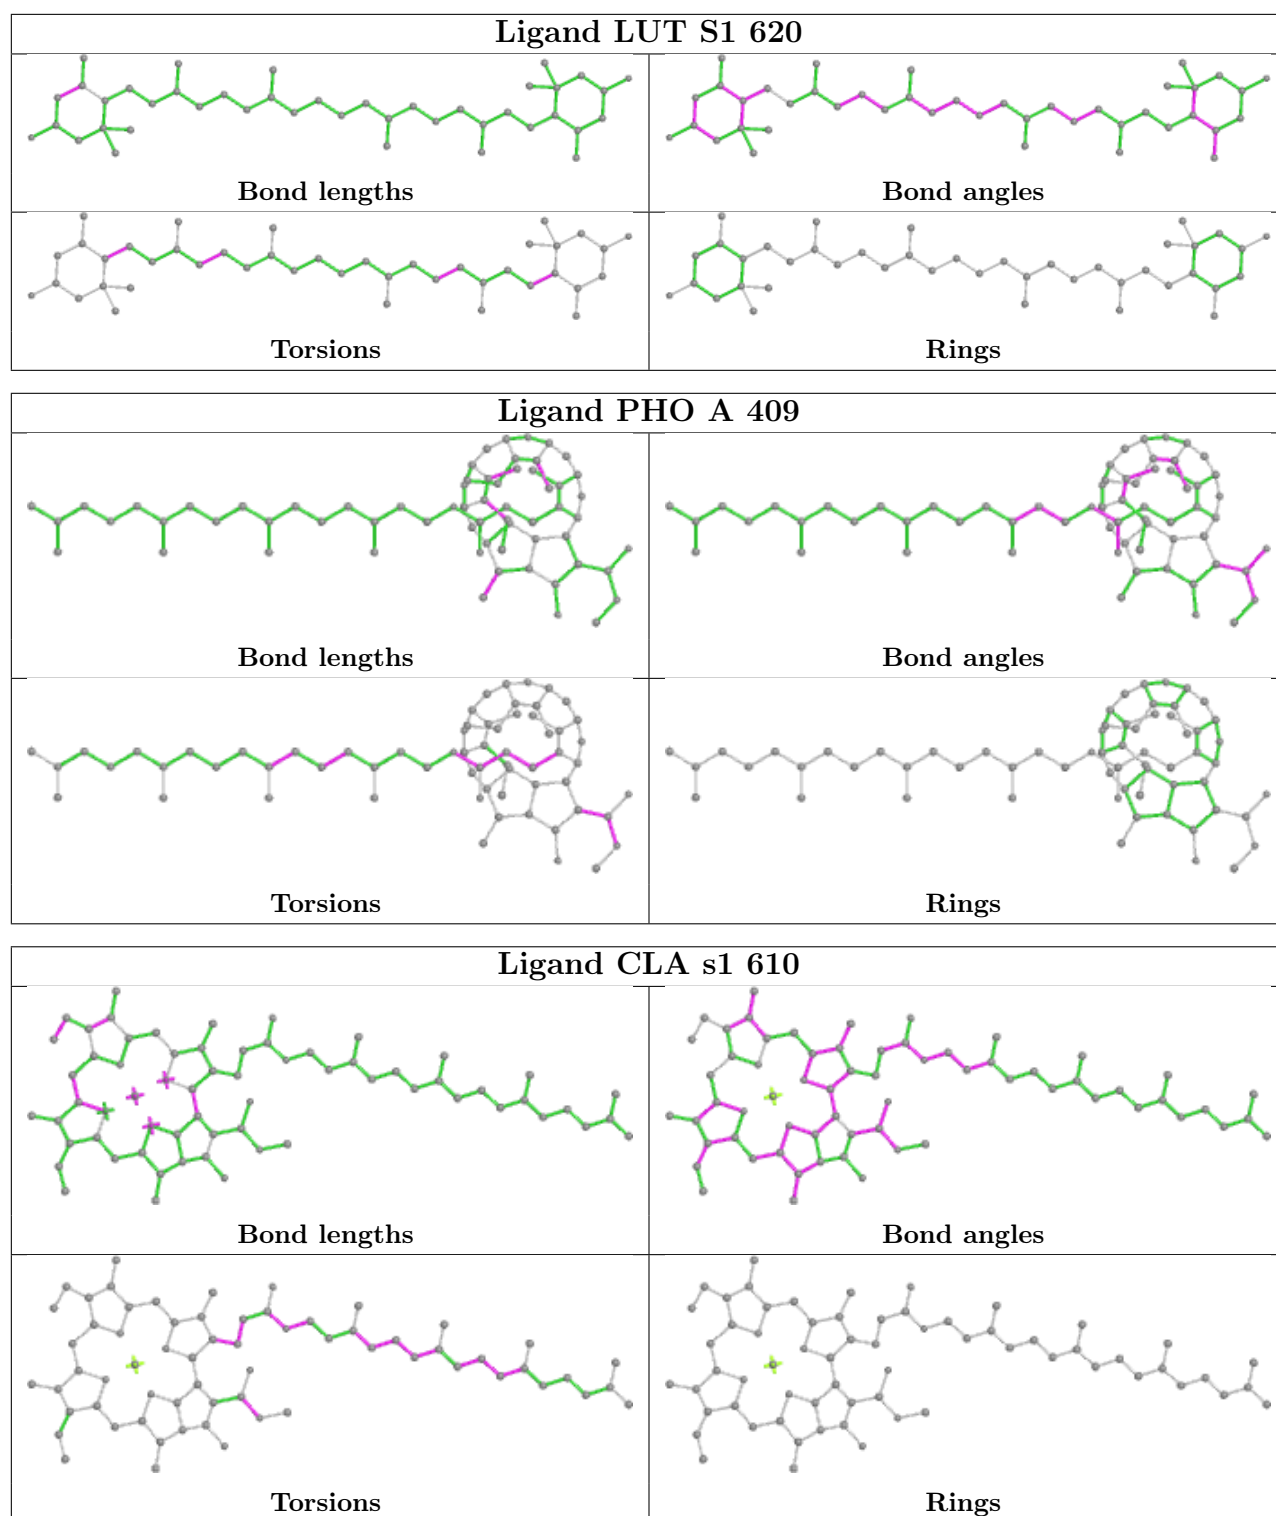 Ligand LUT S1 620
Bond lengths
Bond angles
Torsions
Rings
Ligand PHO A 409
Bond lengths
Bond angles
Torsions
Rings
Ligand CLA s1 610
Bond lengths
Bond angles
Torsions
Rings